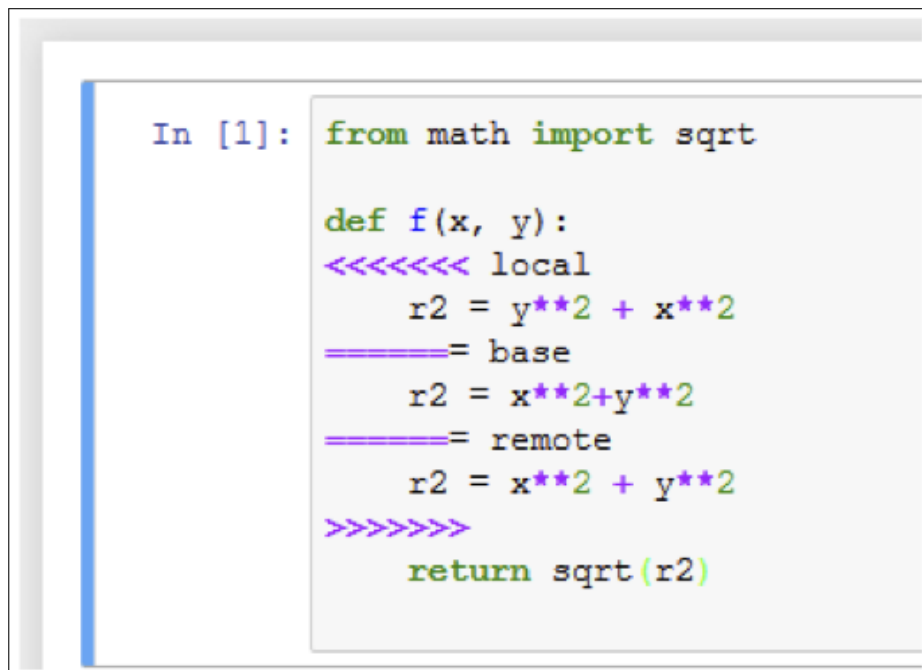 In [1]: from math import sqrt
def f(x, y):
<<<<<<< local
    r2 = y**2 + x**2
======= base
    r2 = x**2+y**2
======= remote
    r2 = x**2 + y**2
>>>>>>>
    return sqrt(r2)